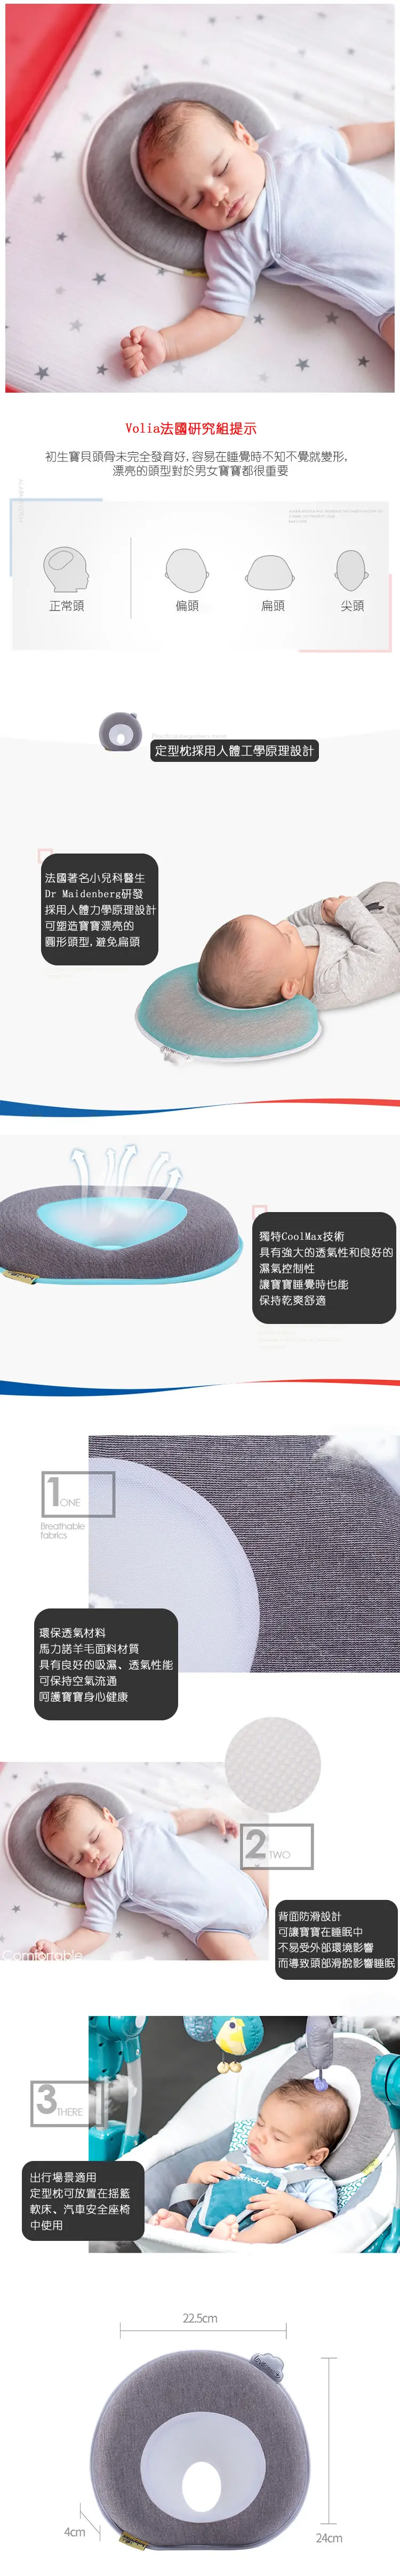 Volia法國研究組提示
初生寶貝頭骨未完全發育好,容易在睡覺時不知不覺就變形,
漂亮的頭型對於男女寶寶都很重要
正常頭
偏頭
扁頭
尖頭
定型枕採用人體工學原理設計
法國著名小兒科醫生
Dr Maidenberg研發
採用人體力學原理設計
可塑造寶寶漂亮的
圓形頭型,避免扁頭
獨特CoolMax技術
具有強大的透氣性和良好的
濕氣控制性
讓寶寶睡覺時也能
保持乾爽舒適
1 ONE
Breathable
fabrics
環保透氣材料
馬力諾羊毛面料材質
具有良好的吸濕、透氣性能
可保持空氣流通
呵護寶寶身心健康
2 TWO
Comfortable
背面防滑設計
可讓寶寶在睡眠中
不易受外部環境影響
而導致頭部滑脫影響睡眠
3 THERE
出行場景適用
定型枕可放置在搖籃
軟床、汽車安全座椅
中使用
22.5cm
4cm
24cm